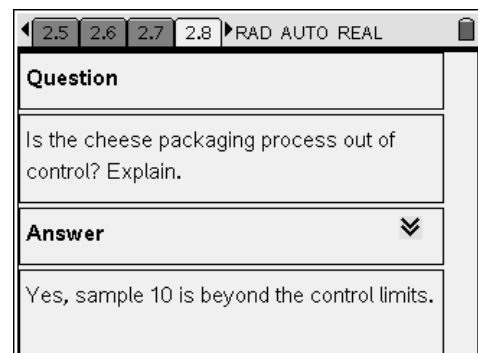 2.5 2.6 2.7 2.8 RAD AUTO REAL
Question
Is the cheese packaging process out of
control? Explain.
Answer
Yes, sample 10 is beyond the control limits.